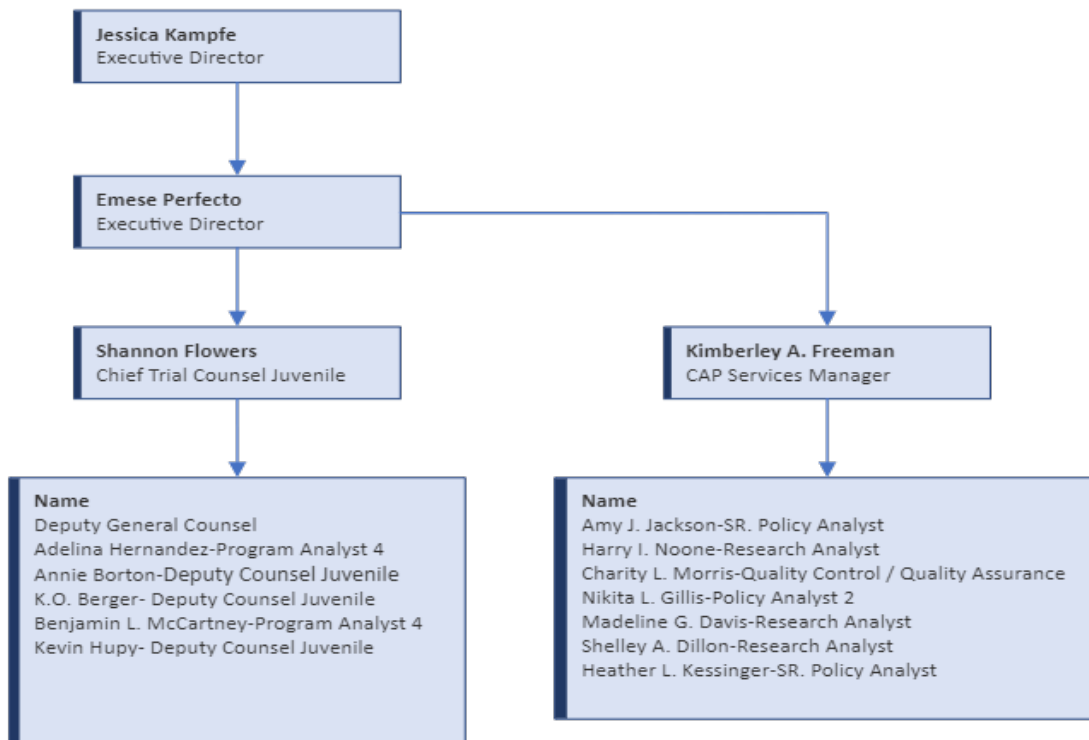 Jessica Kampfe
Executive Director
Emese Perfecto
Executive Director
Shannon Flowers
Chief Trial Counsel Juvenile
Kimberley A. Freeman
CAP Services Manager
Name
Deputy General Counsel
Adelina Hernandez-Program Analyst 4
Annie Borton-Deputy Counsel Juvenile
K.O. Berger- Deputy Counsel Juvenile
Benjamin L. McCartney-Program Analyst 4
Kevin Hupy- Deputy Counsel Juvenile
Name
Amy J. Jackson-SR. Policy Analyst
Harry I. Noone-Research Analyst
Charity L. Morris-Quality Control / Quality Assurance
Nikita L. Gillis-Policy Analyst 2
Madeline G. Davis-Research Analyst
Shelley A. Dillon-Research Analyst
Heather L. Kessinger-SR. Policy Analyst